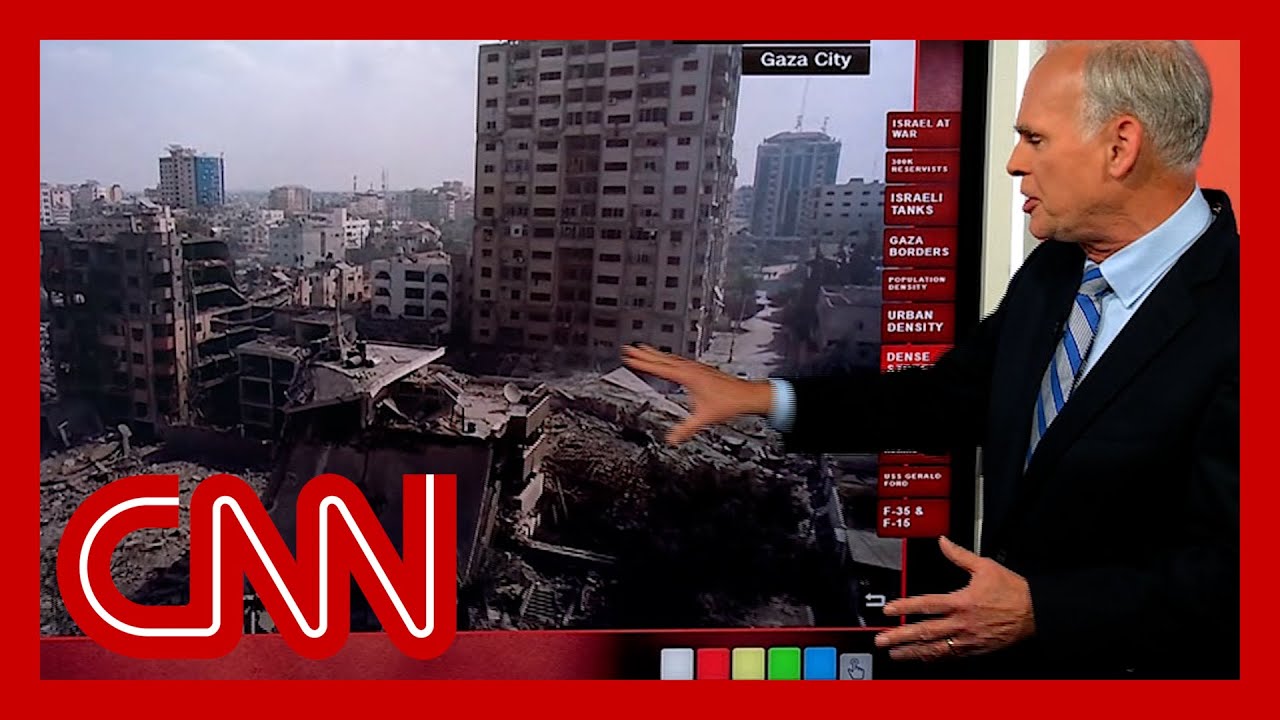 Gaza City
ISRAEL AT
WAR
300K
RESERVISTS
ISRAELI
TANKS
GAZA
BORDERS
POPULATION
DENSITY
URBAN
DENSITY
DENSE
USS GERALD
FORD
F-35 &
F-15
CNN